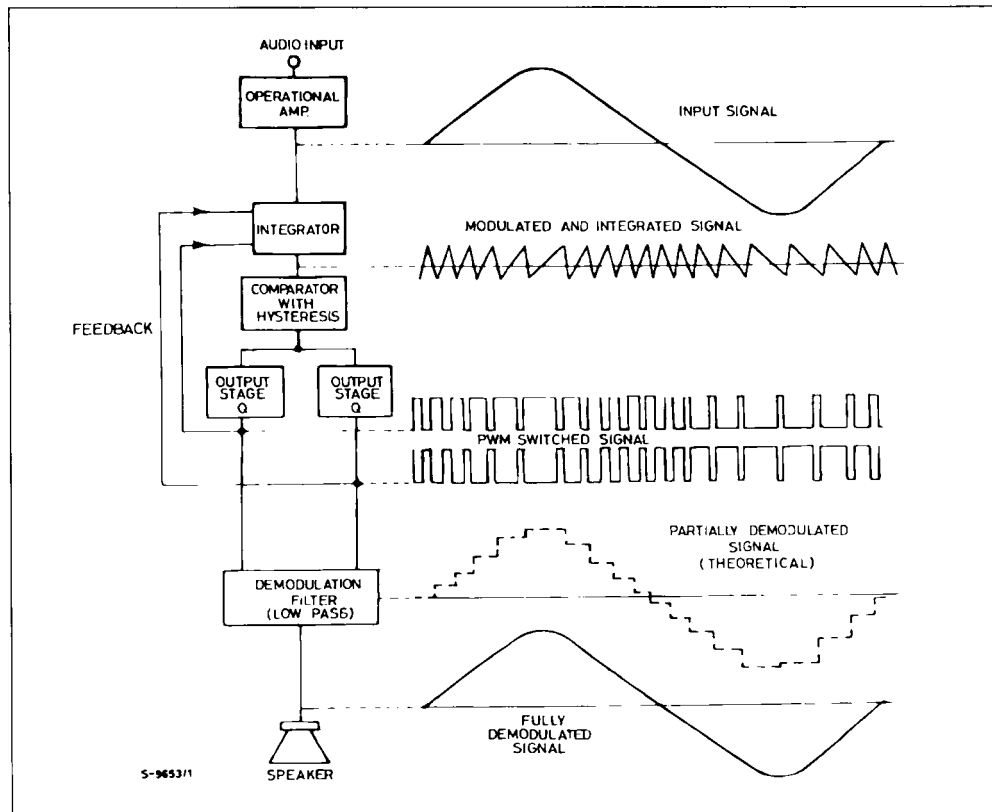 AUDIO INPUT
OPERATIONAL
AMP.
INPUT SIGNAL
INTEGRATOR
MODULATED AND INTEGRATED SIGNAL
COMPARATOR
WITH
HYSTERESIS
FEEDBACK
OUTPUT
STAGE
Q
OUTPUT
STAGE
Q
PWM SWITCHED SIGNAL
PARTIALLY DEMODULATED
SIGNAL
(THEORETICAL)
DEMODULATION
FILTER
(LOW PASS)
FULLY
DEMODULATED
SIGNAL
S-9653/1
SPEAKER